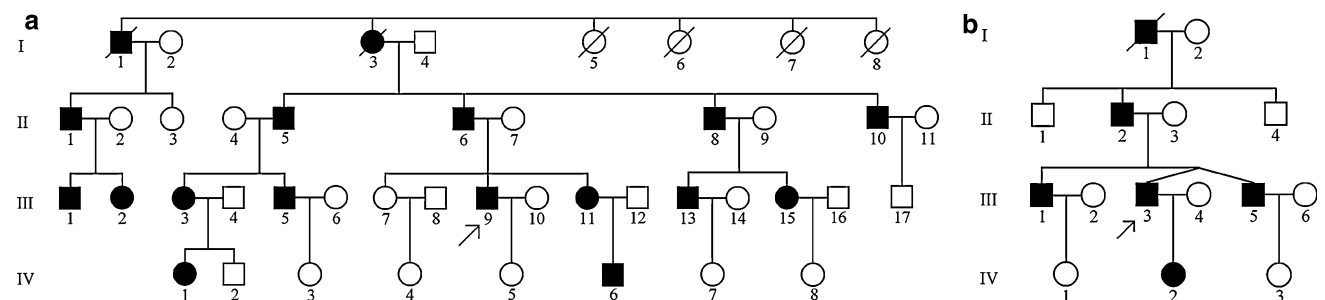 a
I
1 2 3 4 5 6 7 8
II
1 2 3 4 5 6 7 8 9 10 11
III
1 2 3 4 5 6 7 8 9 10 11 12 13 14 15 16 17
IV
1 2 3 4 5 6 7 8
b
I
1 2
II
1 2 3 4
III
1 2 3 4 5 6
IV
1 2 3